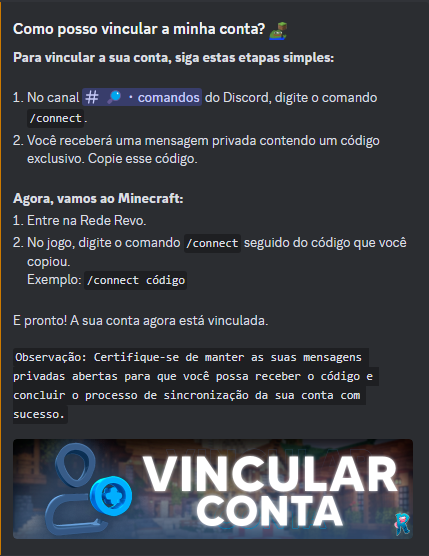 Como posso vincular a minha conta?
Para vincular a sua conta, siga estas etapas simples:
1. No canal # 🔎・comandos do Discord, digite o comando
/connect.
2. Você receberá uma mensagem privada contendo um código
exclusivo. Copie esse código.
Agora, vamos ao Minecraft:
1. Entre na Rede Revo.
2. No jogo, digite o comando /connect seguido do código que você
copiou.
Exemplo: /connect código
E pronto! A sua conta agora está vinculada.
Observação: Certifique-se de manter as suas mensagens
privadas abertas para que você possa receber o código e
concluir o processo de sincronização da sua conta com
sucesso.
VINCULAR
CONTA